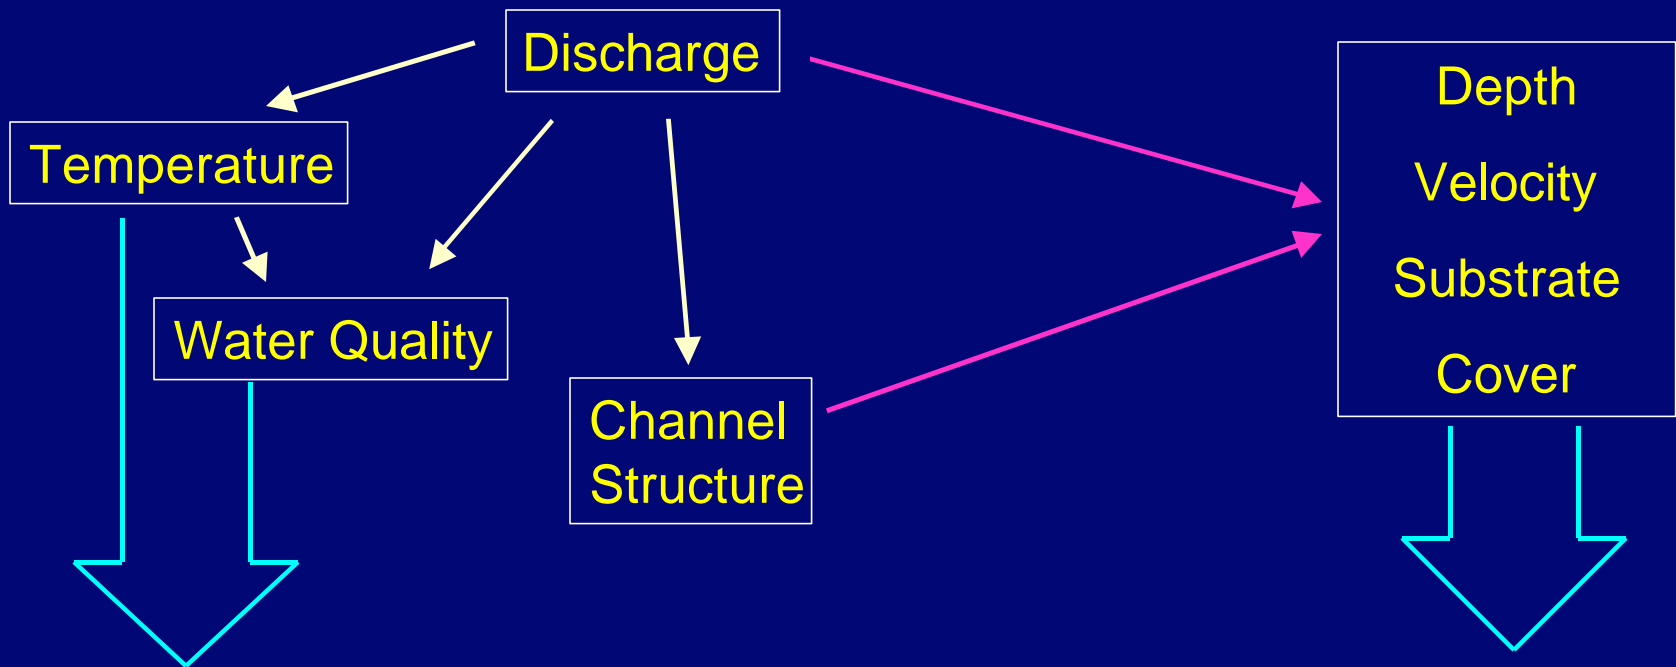 Discharge
Temperature
Water Quality
Channel
Structure
Depth
Velocity
Substrate
Cover